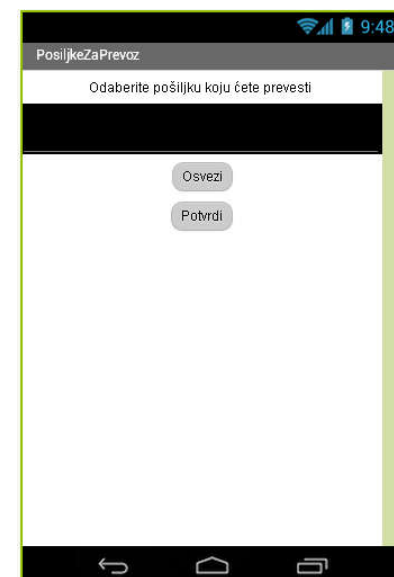 9:48
PosiljkeZaPrevoz
Odaberite pošiljku koju ćete prevesti
Osvezi
Potvrdi